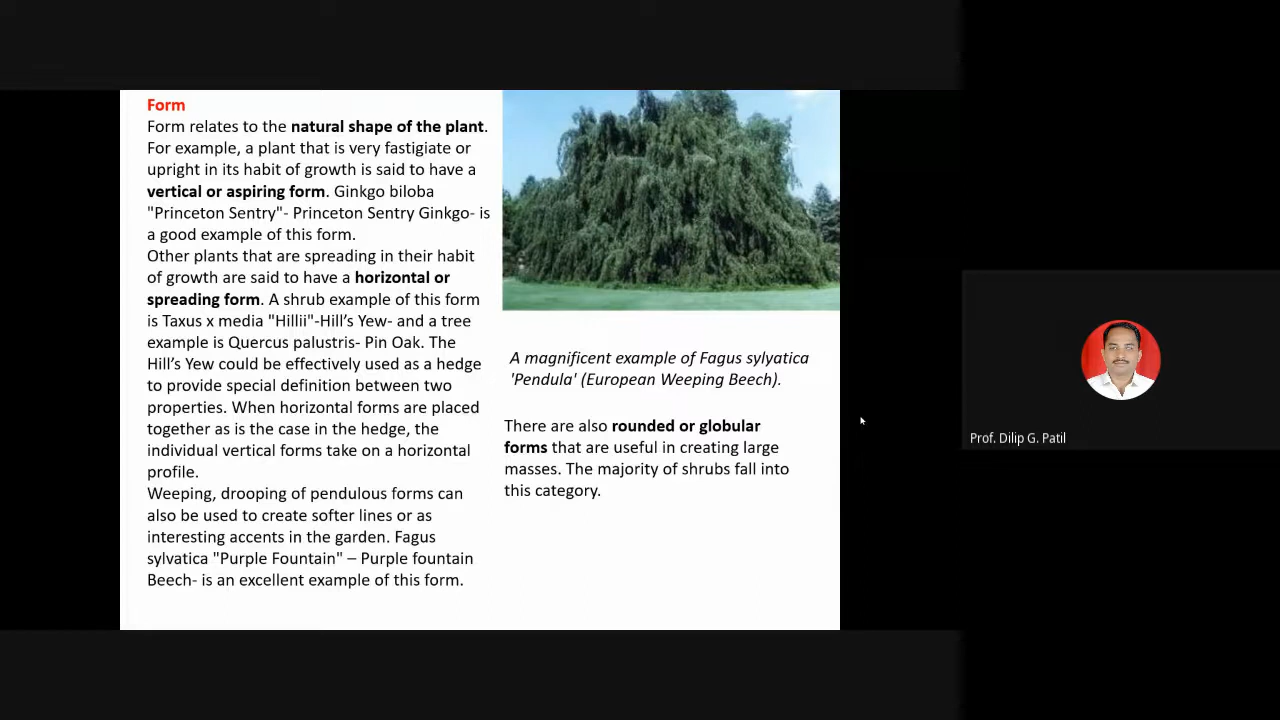 Form
Form relates to the natural shape of the plant.
For example, a plant that is very fastigiate or
upright in its habit of growth is said to have a
vertical or aspiring form. Ginkgo biloba
"Princeton Sentry"- Princeton Sentry Ginkgo- is
a good example of this form.
Other plants that are spreading in their habit
of growth are said to have a horizontal or
spreading form. A shrub example of this form
is Taxus x media "Hillii"-Hill’s Yew- and a tree
example is Quercus palustris- Pin Oak. The
Hill’s Yew could be effectively used as a hedge
to provide special definition between two
properties. When horizontal forms are placed
together as is the case in the hedge, the
individual vertical forms take on a horizontal
profile.
Weeping, drooping of pendulous forms can
also be used to create softer lines or as
interesting accents in the garden. Fagus
sylvatica "Purple Fountain" – Purple fountain
Beech- is an excellent example of this form.
A magnificent example of Fagus sylyatica
'Pendula' (European Weeping Beech).
There are also rounded or globular
forms that are useful in creating large
masses. The majority of shrubs fall into
this category.
Prof. Dilip G. Patil